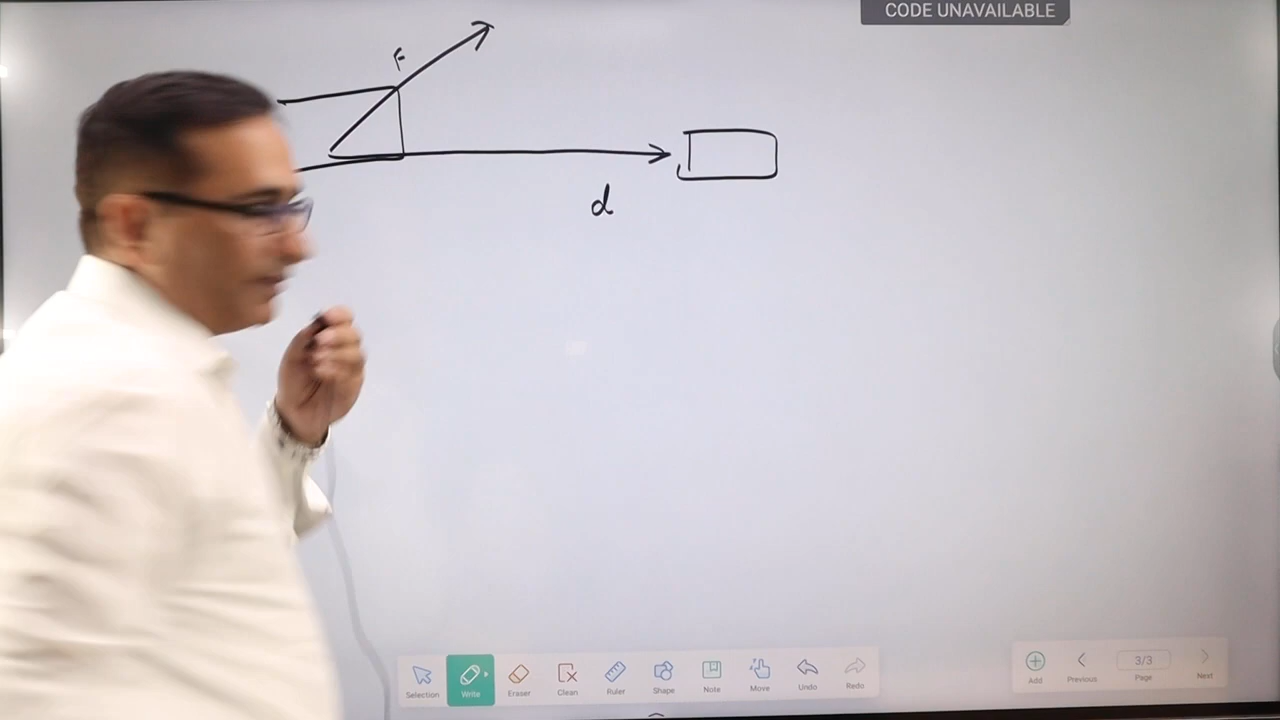 CODE UNAVAILABLE
F
d
Selection
Write
Eraser
Clean
Ruler
Shape
Note
Move
Undo
Redo
Add
Previous
3/3
Page
Next